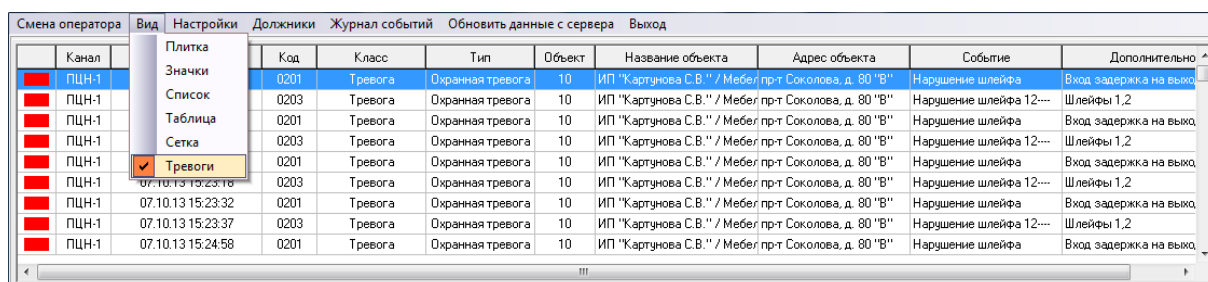 Смена оператора Вид Настройки Должники Журнал событий Обновить данные с сервера Выход
Плитка
Значки
Список
Таблица
Сетка
Тревоги
Канал Код Класс Тип Объект Название объекта Адрес объекта Событие Дополнительно
ПЦН-1 0201 Тревога Охранная тревога 10 ИП "Картунова С.В." / Мебел пр-т Соколова, д. 80 "В" Нарушение шлейфа Вход задержка на выхо
ПЦН-1 0203 Тревога Охранная тревога 10 ИП "Картунова С.В." / Мебел пр-т Соколова, д. 80 "В" Нарушение шлейфа 12---- Шлейфы 1,2
ПЦН-1 0201 Тревога Охранная тревога 10 ИП "Картунова С.В." / Мебел пр-т Соколова, д. 80 "В" Нарушение шлейфа Вход задержка на выхо
ПЦН-1 0203 Тревога Охранная тревога 10 ИП "Картунова С.В." / Мебел пр-т Соколова, д. 80 "В" Нарушение шлейфа 12---- Шлейфы 1,2
ПЦН-1 0201 Тревога Охранная тревога 10 ИП "Картунова С.В." / Мебел пр-т Соколова, д. 80 "В" Нарушение шлейфа Вход задержка на выхо
ПЦН-1 07.10.13 15:23:18 0203 Тревога Охранная тревога 10 ИП "Картунова С.В." / Мебел пр-т Соколова, д. 80 "В" Нарушение шлейфа 12---- Шлейфы 1,2
ПЦН-1 07.10.13 15:23:32 0201 Тревога Охранная тревога 10 ИП "Картунова С.В." / Мебел пр-т Соколова, д. 80 "В" Нарушение шлейфа Вход задержка на выхо
ПЦН-1 07.10.13 15:23:37 0203 Тревога Охранная тревога 10 ИП "Картунова С.В." / Мебел пр-т Соколова, д. 80 "В" Нарушение шлейфа 12---- Шлейфы 1,2
ПЦН-1 07.10.13 15:24:58 0201 Тревога Охранная тревога 10 ИП "Картунова С.В." / Мебел пр-т Соколова, д. 80 "В" Нарушение шлейфа Вход задержка на выхо